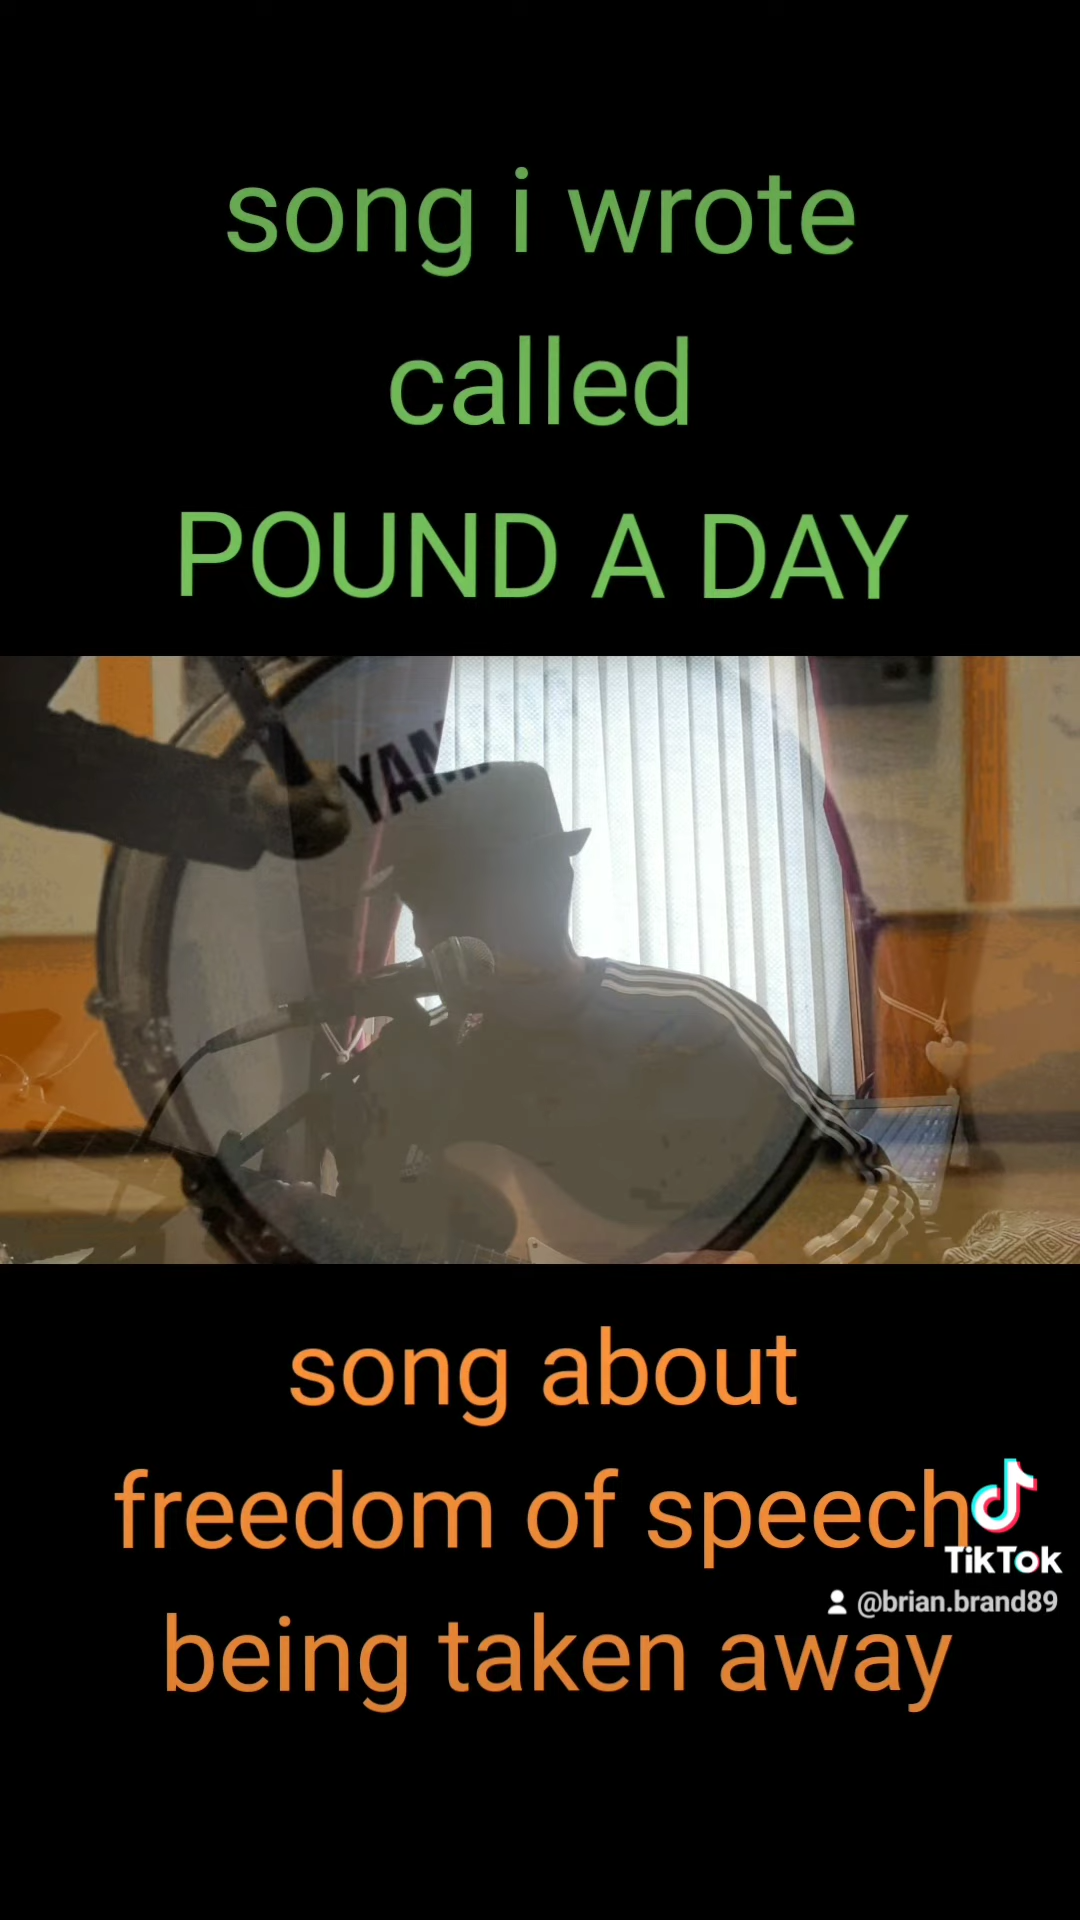 song i wrote
called
POUND A DAY
YAM
song about
freedom of speech
being taken away
TikTok
@brian.brand89